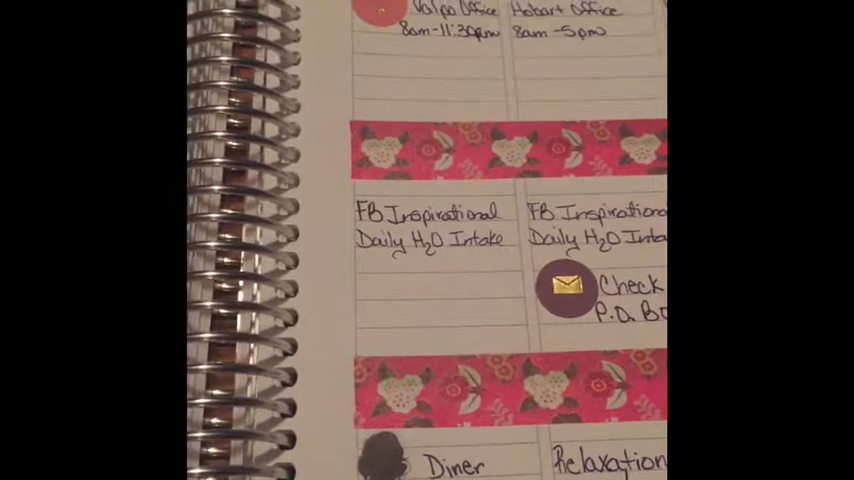 Valpo Office
8am-11:30pm
Hobart Office
8am-5pm
FB Inspirational
Daily H2O Intake
FB Inspirational
Daily H2O Inta
Check
P.O. Bo
Diner
Relaxation